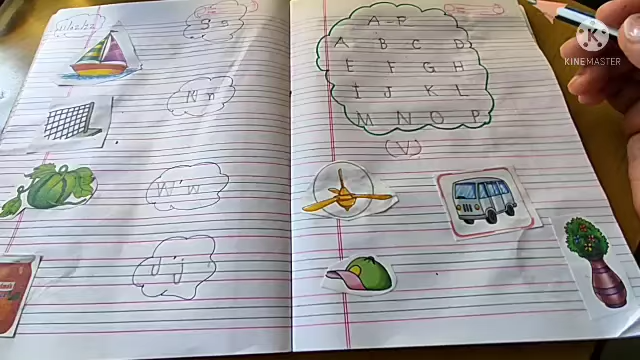 S s
N n
W w
J j
A-P
A B C D
E F G H
I J K L
M N O P
(V)
KINEMASTER